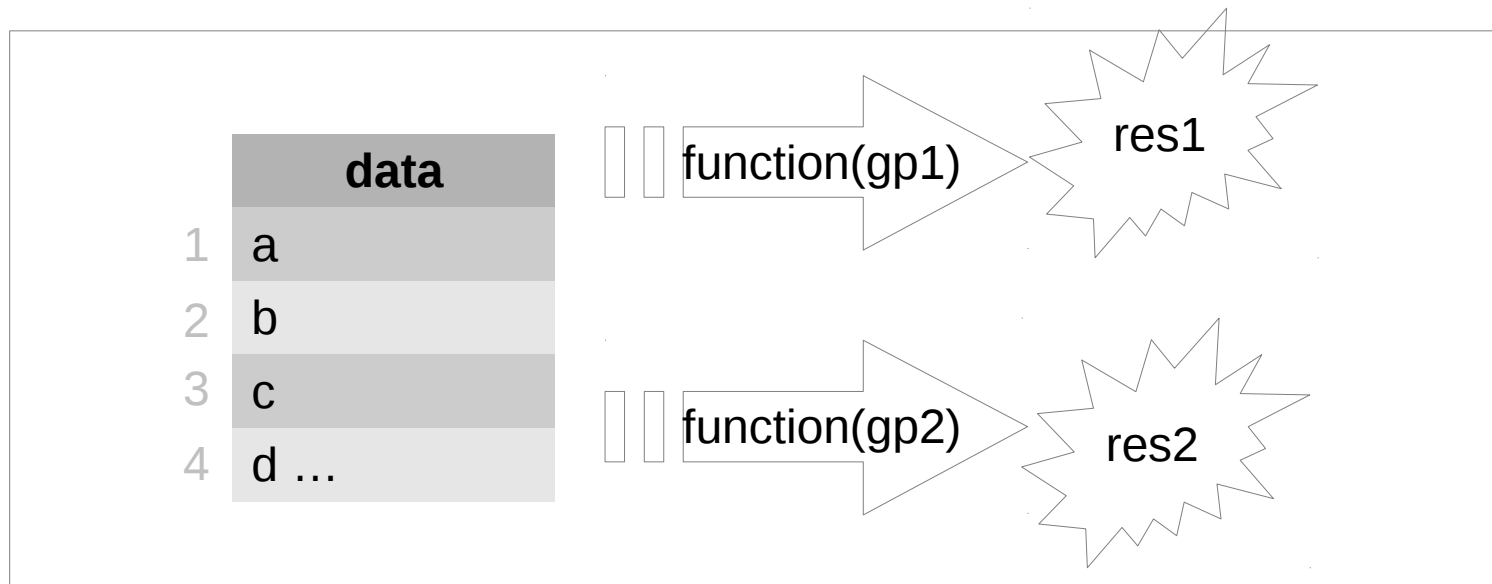 data
1 a
2 b
3 c
4 d …
function(gp1)
res1
function(gp2)
res2